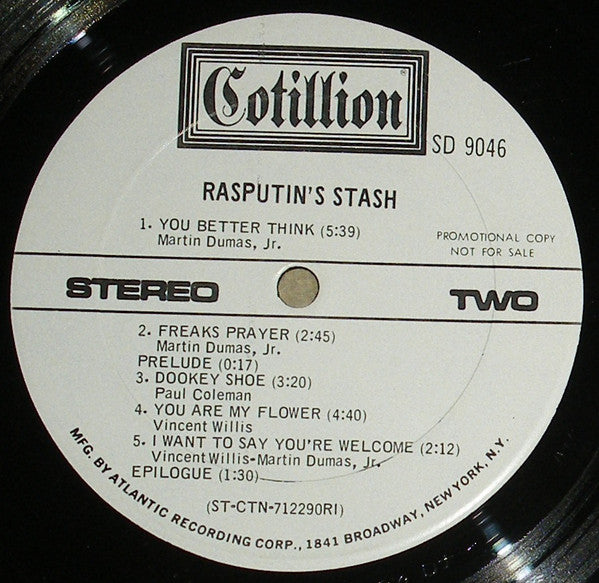 Cotillion®
SD 9046
RASPUTIN'S STASH
1. YOU BETTER THINK (5:39)
Martin Dumas, Jr.
PROMOTIONAL COPY
NOT FOR SALE
STEREO
TWO
2. FREAKS PRAYER (2:45)
Martin Dumas, Jr.
PRELUDE (0:17)
3. DOOKEY SHOE (3:20)
Paul Coleman
4. YOU ARE MY FLOWER (4:40)
Vincent Willis
5. I WANT TO SAY YOU'RE WELCOME (2:12)
Vincent Willis-Martin Dumas, Jr.
EPILOGUE (1:30)
(ST-CTN-712290RI)
MFG. BY ATLANTIC RECORDING CORP., 1841 BROADWAY, NEW YORK, N.Y.